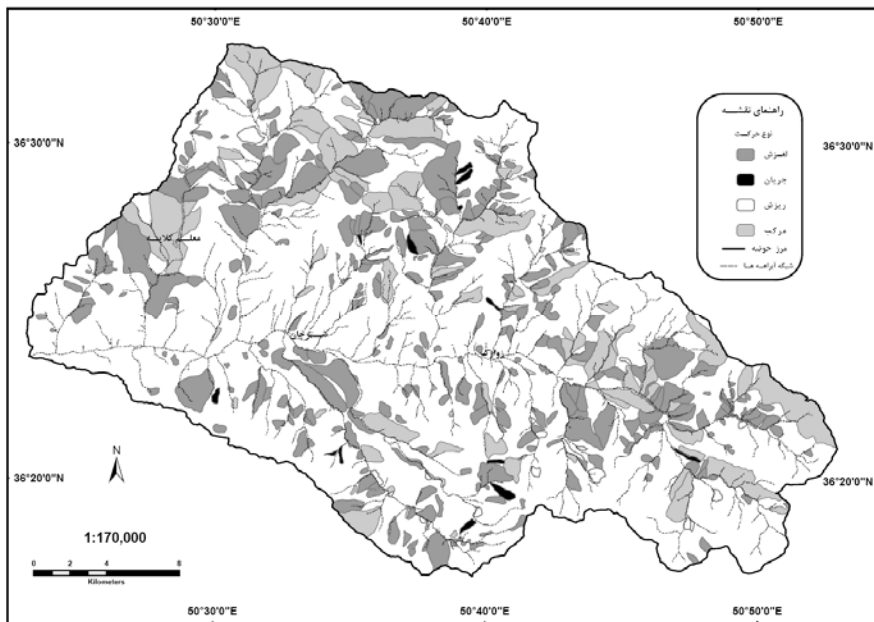 50°30'0"E
50°40'0"E
50°50'0"E
36°30'0"N
36°30'0"N
راهنمای نقشه
نوع حرکت
لغزش
جریان
ریزش
مرکب
مرز حوضه
شبکه آبراهه ها
معلم کلایه
36°20'0"N
36°20'0"N
N
1:170,000
0 2 4 8
Kilometers
50°30'0"E
50°40'0"E
50°50'0"E